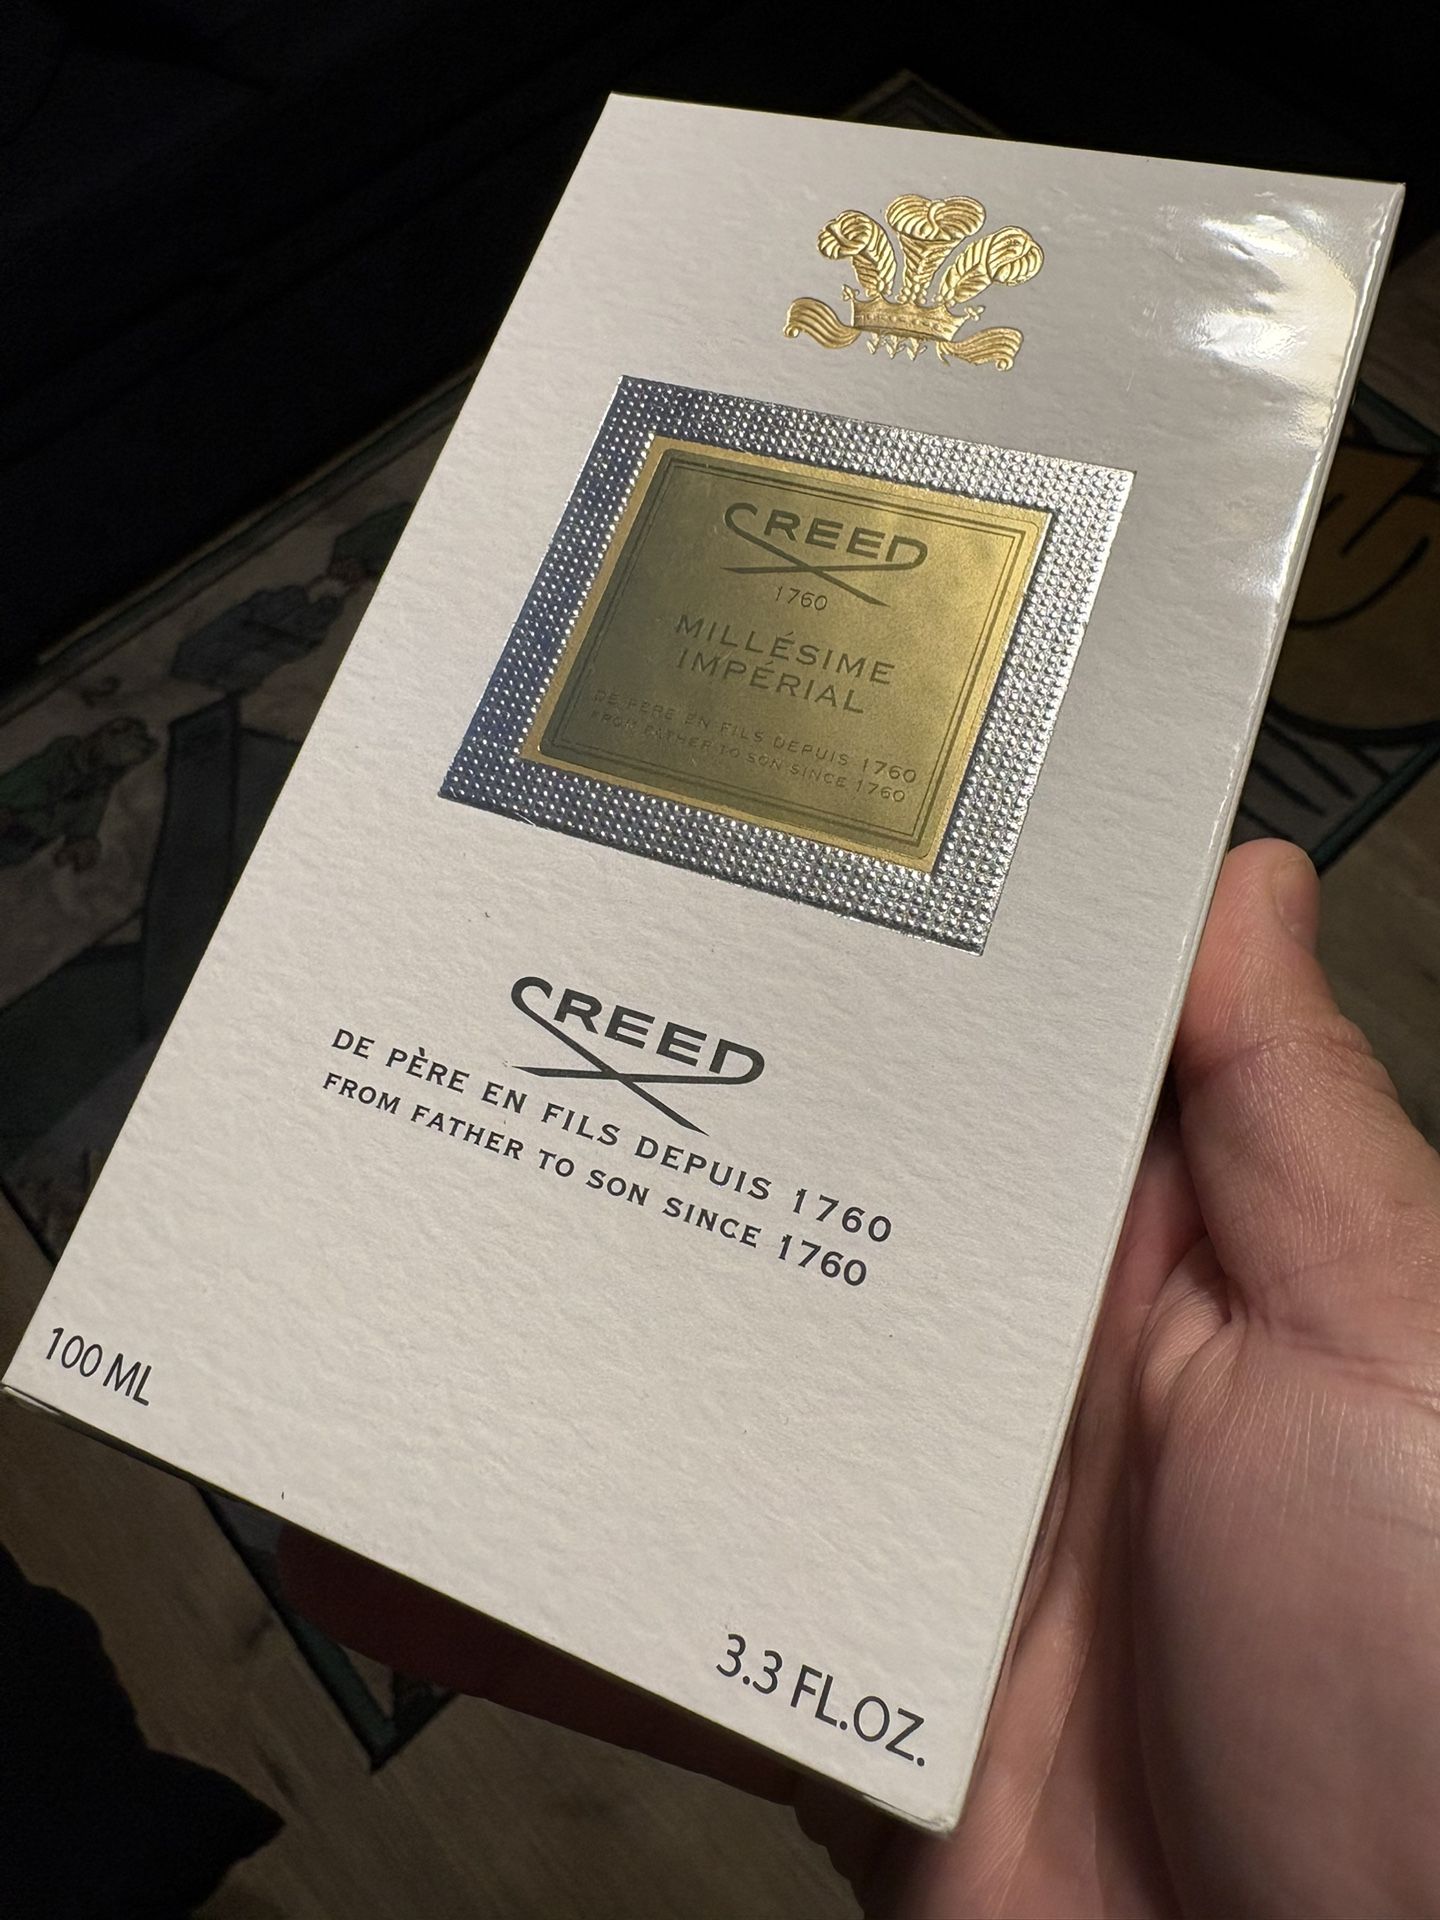 CREED
1760
MILLÉSIME
IMPÉRIAL
DE PÈRE EN FILS DEPUIS 1760
FROM FATHER TO SON SINCE 1760
CREED
DE PÈRE EN FILS DEPUIS 1760
FROM FATHER TO SON SINCE 1760
100 ML
3.3 FL.OZ.